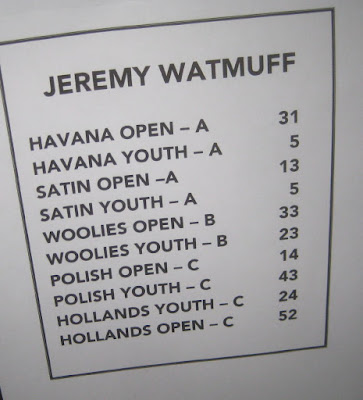 JEREMY WATMUFF
HAVANA OPEN – A 31
HAVANA YOUTH – A 5
SATIN OPEN –A 13
SATIN YOUTH – A 5
WOOLIES OPEN – B 33
WOOLIES YOUTH – B 23
POLISH OPEN – C 14
POLISH YOUTH – C 43
HOLLANDS YOUTH – C 24
HOLLANDS OPEN – C 52